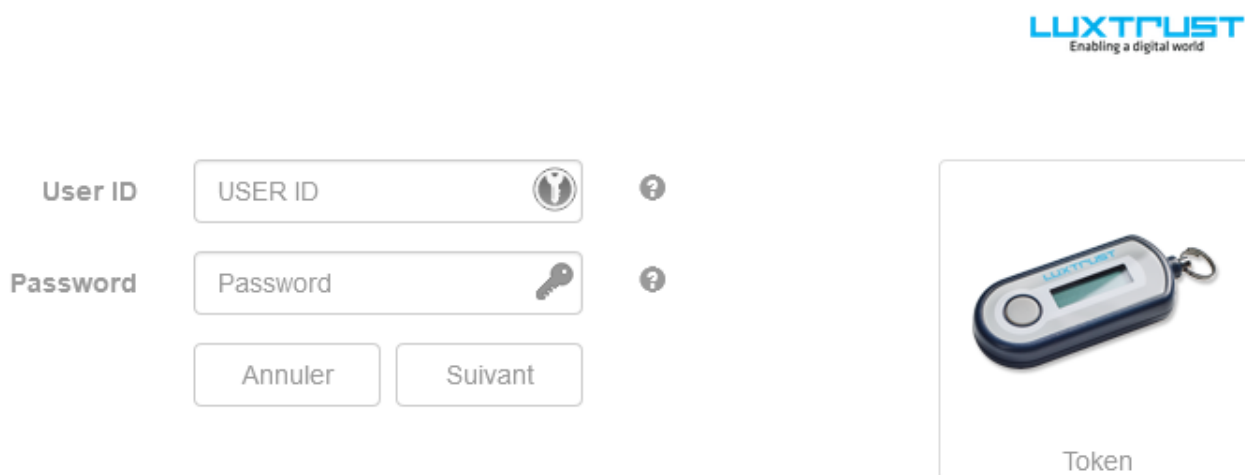 LUXTRUST
Enabling a digital world
User ID
USER ID
Password
Password
Annuler
Suivant
LUXTRUST
Token